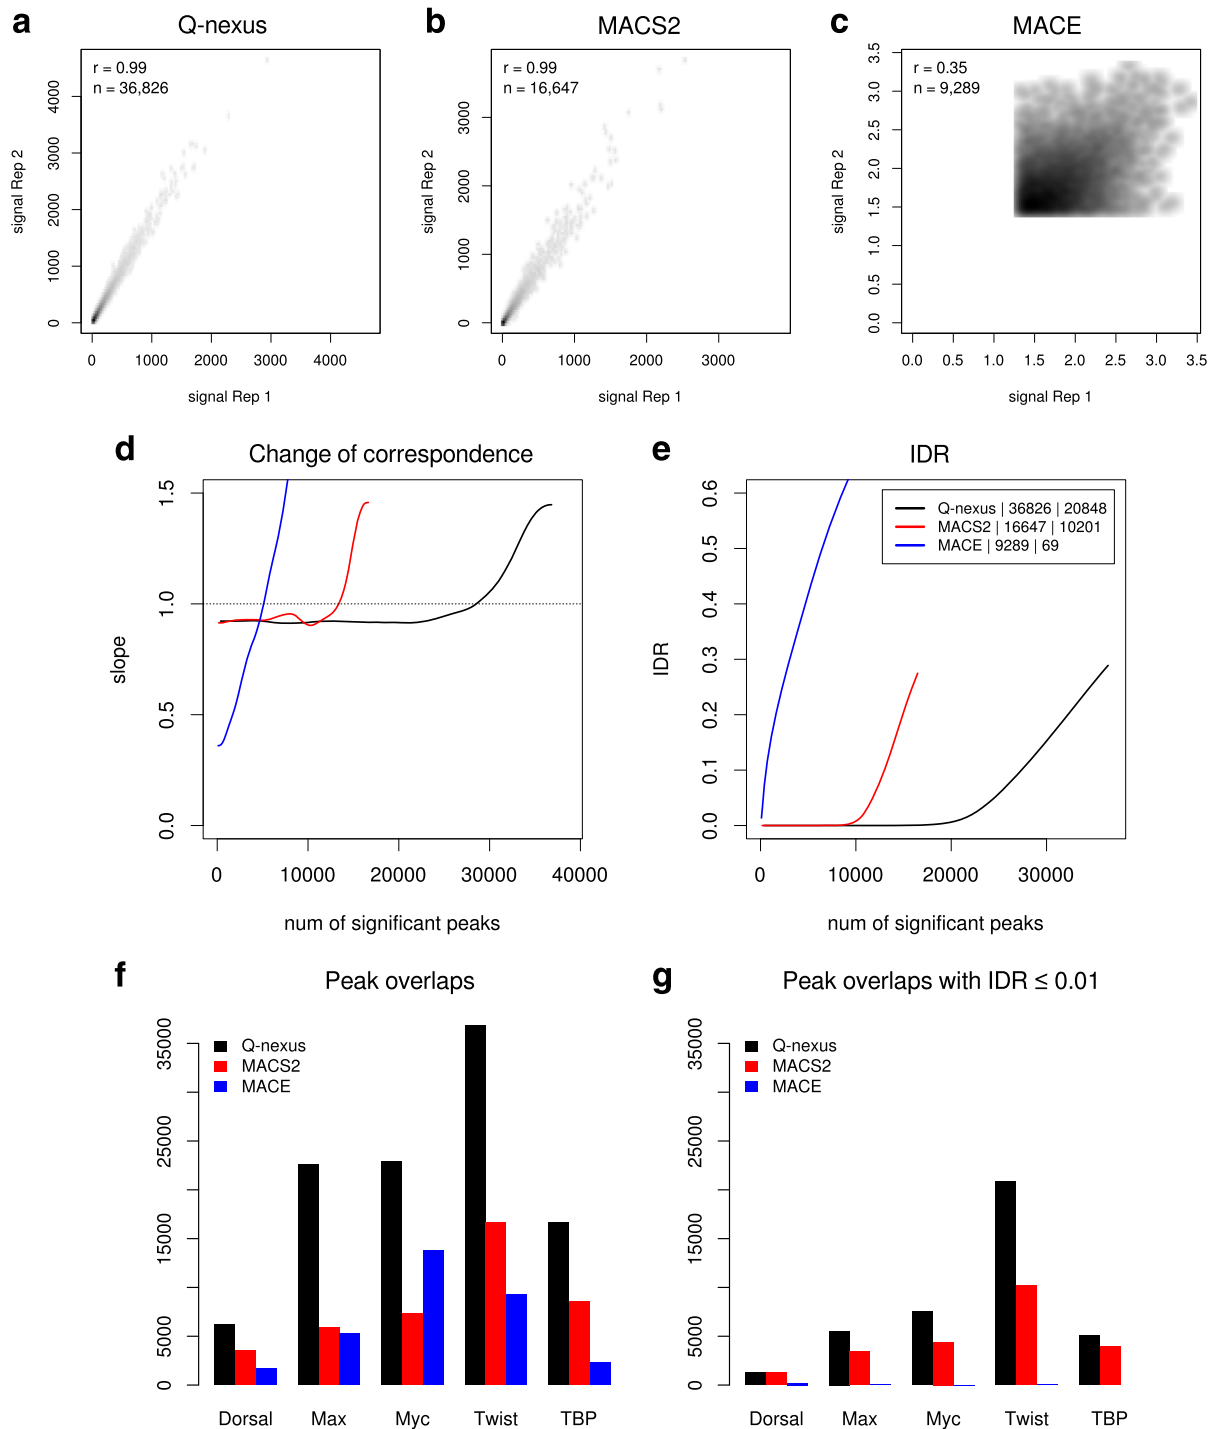 a
Q-nexus
r = 0.99
n = 36,826
signal Rep 2
0
1000
2000
3000
4000
0
1000
2000
3000
4000
signal Rep 1
b
MACS2
r = 0.99
n = 16,647
signal Rep 2
0
1000
2000
3000
0
1000
2000
3000
signal Rep 1
c
MACE
r = 0.35
n = 9,289
signal Rep 2
0.0
0.5
1.0
1.5
2.0
2.5
3.0
3.5
0.0
0.5
1.0
1.5
2.0
2.5
3.0
3.5
signal Rep 1
d
Change of correspondence
slope
0.0
0.5
1.0
1.5
0
10000
20000
30000
40000
num of significant peaks
e
IDR
IDR
0.0
0.1
0.2
0.3
0.4
0.5
0.6
Q-nexus | 36826 | 20848
MACS2 | 16647 | 10201
MACE | 9289 | 69
0
10000
20000
30000
num of significant peaks
f
Peak overlaps
0
5000
15000
25000
35000
Q-nexus
MACS2
MACE
Dorsal
Max
Myc
Twist
TBP
g
Peak overlaps with IDR ≤ 0.01
0
5000
15000
25000
35000
Q-nexus
MACS2
MACE
Dorsal
Max
Myc
Twist
TBP